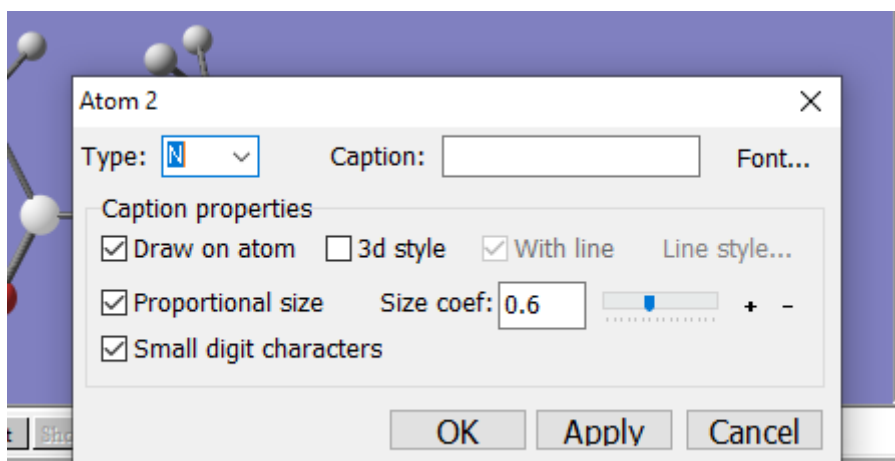 Atom 2
Type: N Caption: Font...
Caption properties
Draw on atom 3d style With line Line style...
Proportional size Size coef: 0.6 + -
Small digit characters
OK Apply Cancel